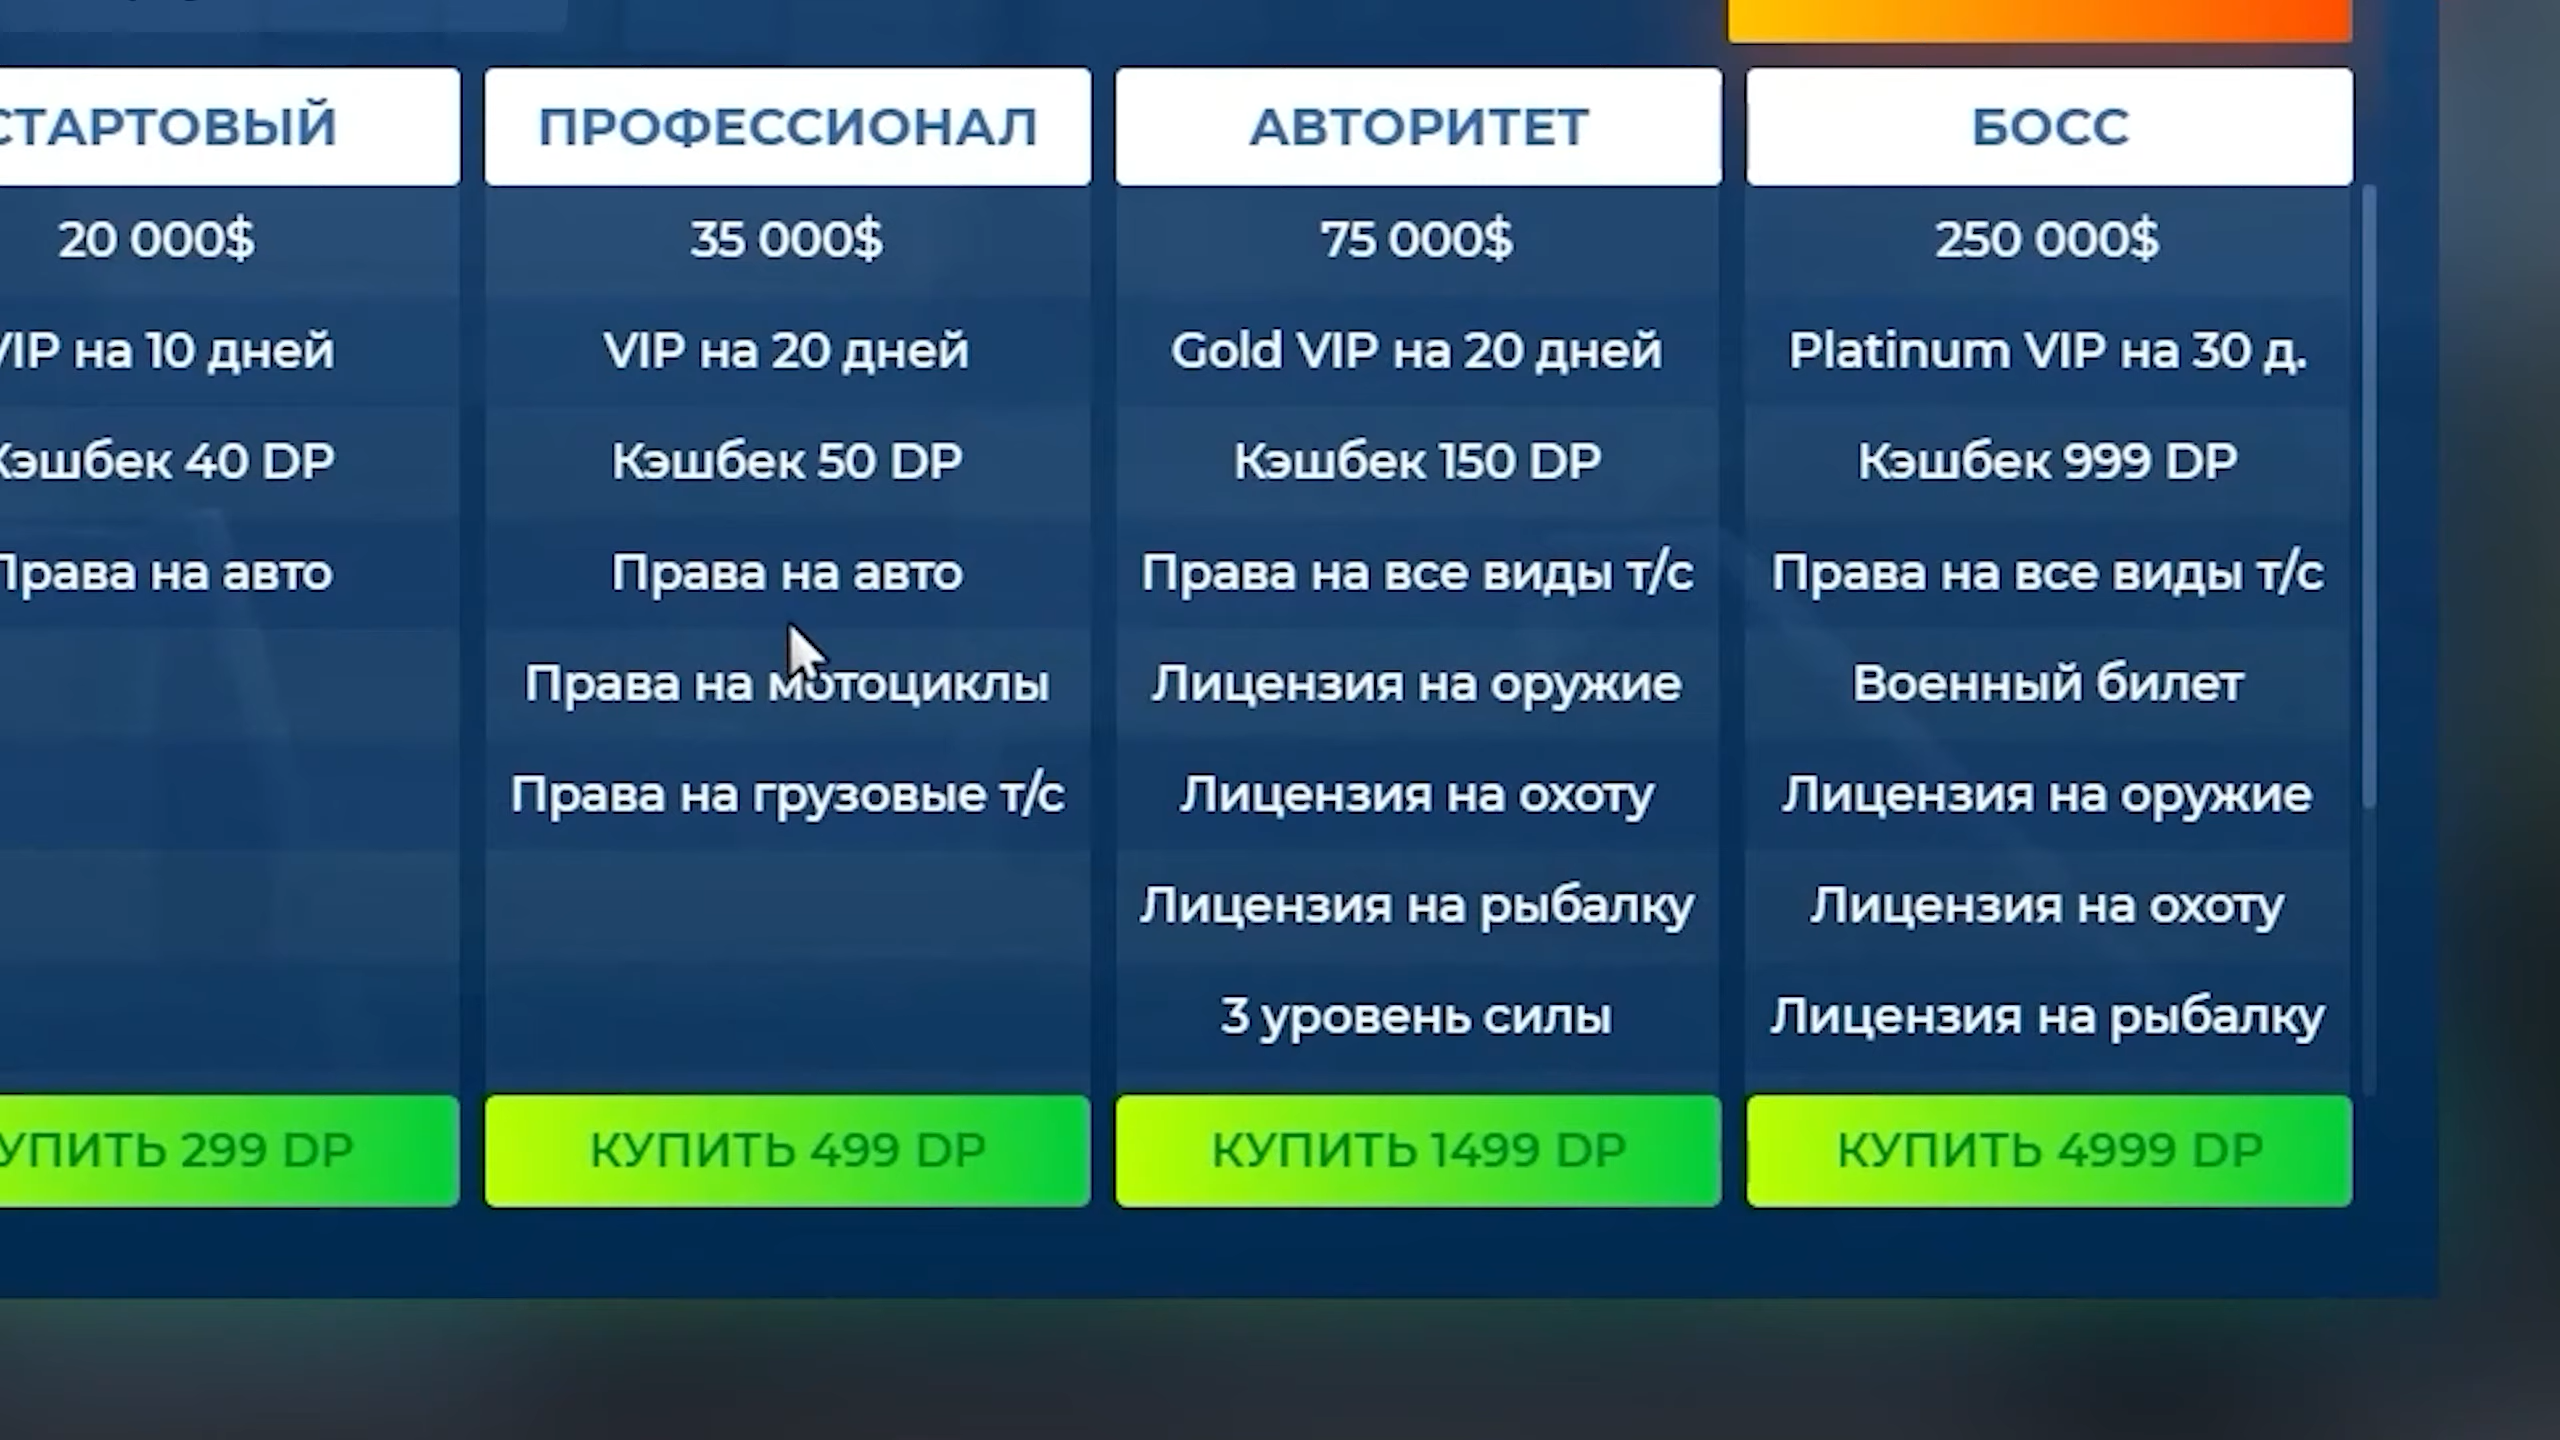 СТАРТОВЫЙ
20 000$
VIP на 10 дней
Кэшбек 40 DP
Права на авто
УПИТЬ 299 DP
ПРОФЕССИОНАЛ
35 000$
VIP на 20 дней
Кэшбек 50 DP
Права на авто
Права на мотоциклы
Права на грузовые т/с
КУПИТЬ 499 DP
АВТОРИТЕТ
75 000$
Gold VIP на 20 дней
Кэшбек 150 DP
Права на все виды т/с
Лицензия на оружие
Лицензия на охоту
Лицензия на рыбалку
3 уровень силы
КУПИТЬ 1499 DP
БОСС
250 000$
Platinum VIP на 30 д.
Кэшбек 999 DP
Права на все виды т/с
Военный билет
Лицензия на оружие
Лицензия на охоту
Лицензия на рыбалку
КУПИТЬ 4999 DP